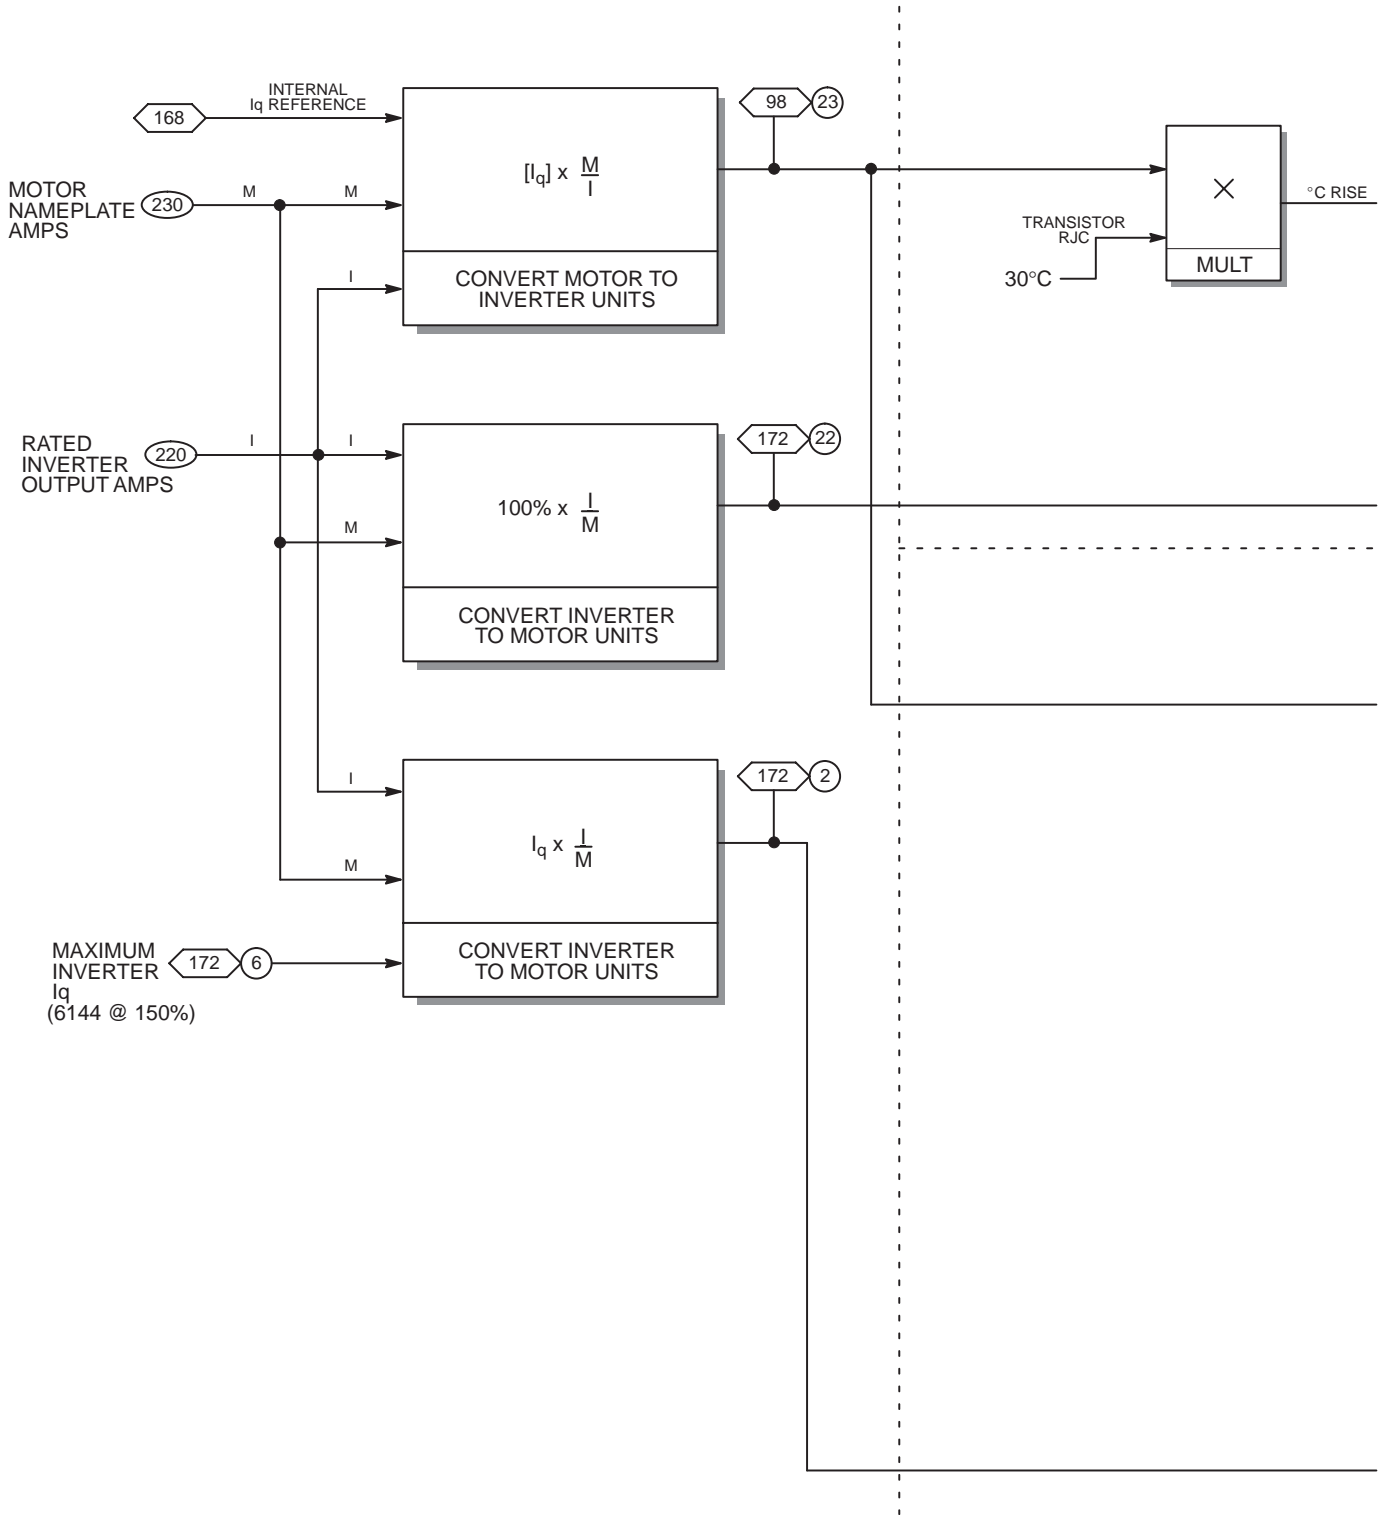 INTERNAL
Iq REFERENCE
168
98
23
[Iq] x M
I
MOTOR
NAMEPLATE
AMPS
230
M
M
I
CONVERT MOTOR TO
INVERTER UNITS
×
°C RISE
TRANSISTOR
RJC
30°C
MULT
RATED
INVERTER
OUTPUT AMPS
220
I
I
M
100% x I
M
CONVERT INVERTER
TO MOTOR UNITS
172
22
I
M
Iq x I
M
CONVERT INVERTER
TO MOTOR UNITS
172
2
MAXIMUM
INVERTER
Iq
(6144 @ 150%)
172
6